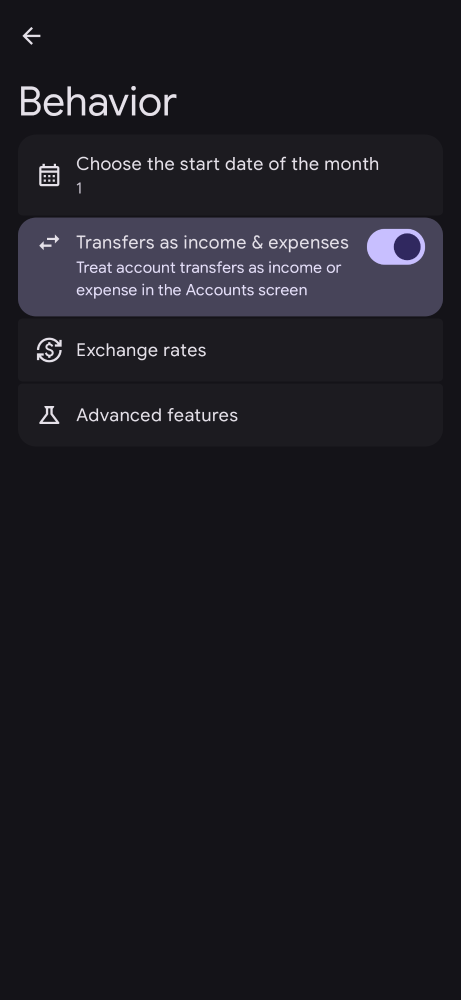 Behavior
Choose the start date of the month
1
Transfers as income & expenses
Treat account transfers as income or
expense in the Accounts screen
Exchange rates
Advanced features